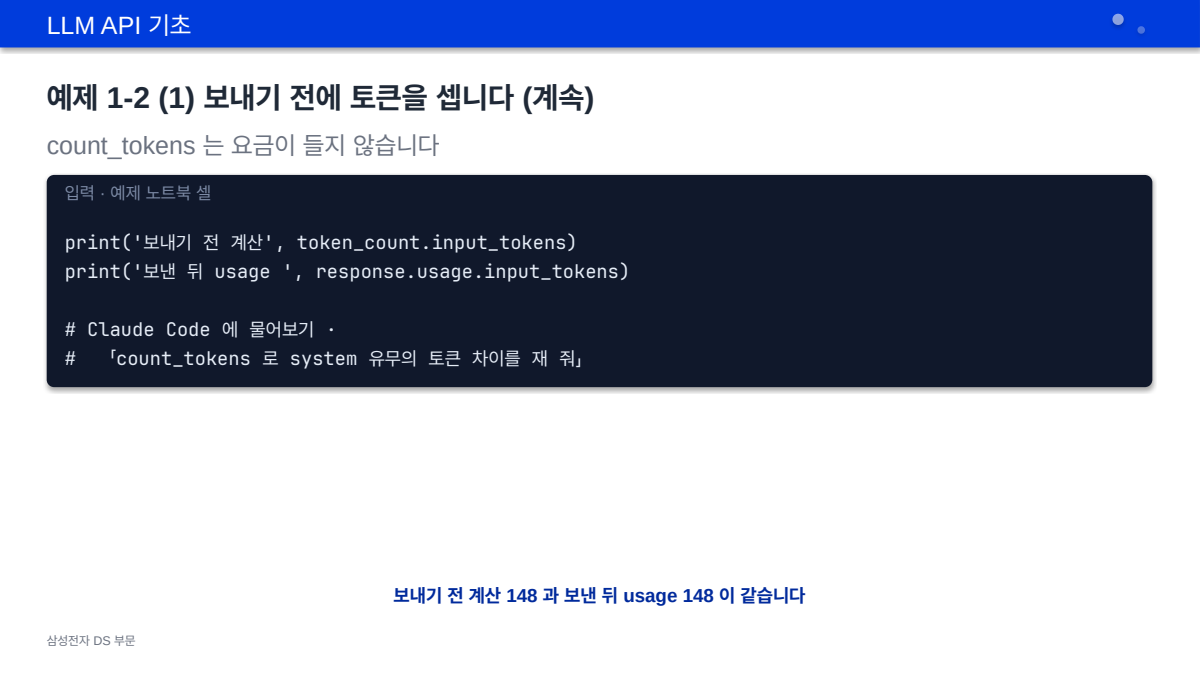 LLM API 기초
예제 1-2 (1) 보내기 전에 토큰을 셉니다 (계속)
count_tokens 는 요금이 들지 않습니다
입력 · 예제 노트북 셀
print('보내기 전 계산', token_count.input_tokens)
print('보낸 뒤 usage ', response.usage.input_tokens)
# Claude Code 에 물어보기 ·
#   「count_tokens 로 system 유무의 토큰 차이를 재 줘」
보내기 전 계산 148 과 보낸 뒤 usage 148 이 같습니다
삼성전자 DS 부문